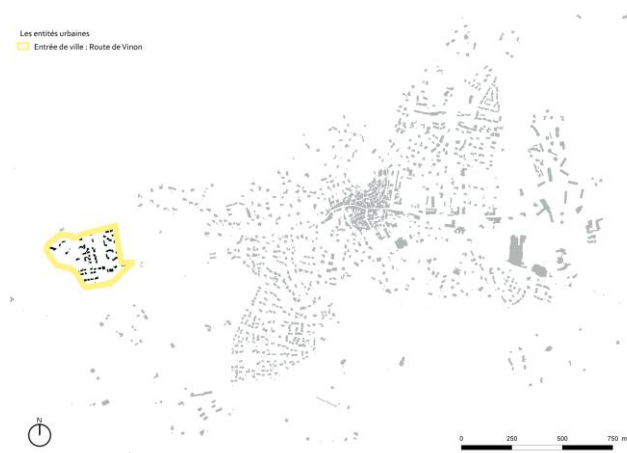 Les entités urbaines
Entrée de ville : Route de Vinon
N
0 250 500 750 m